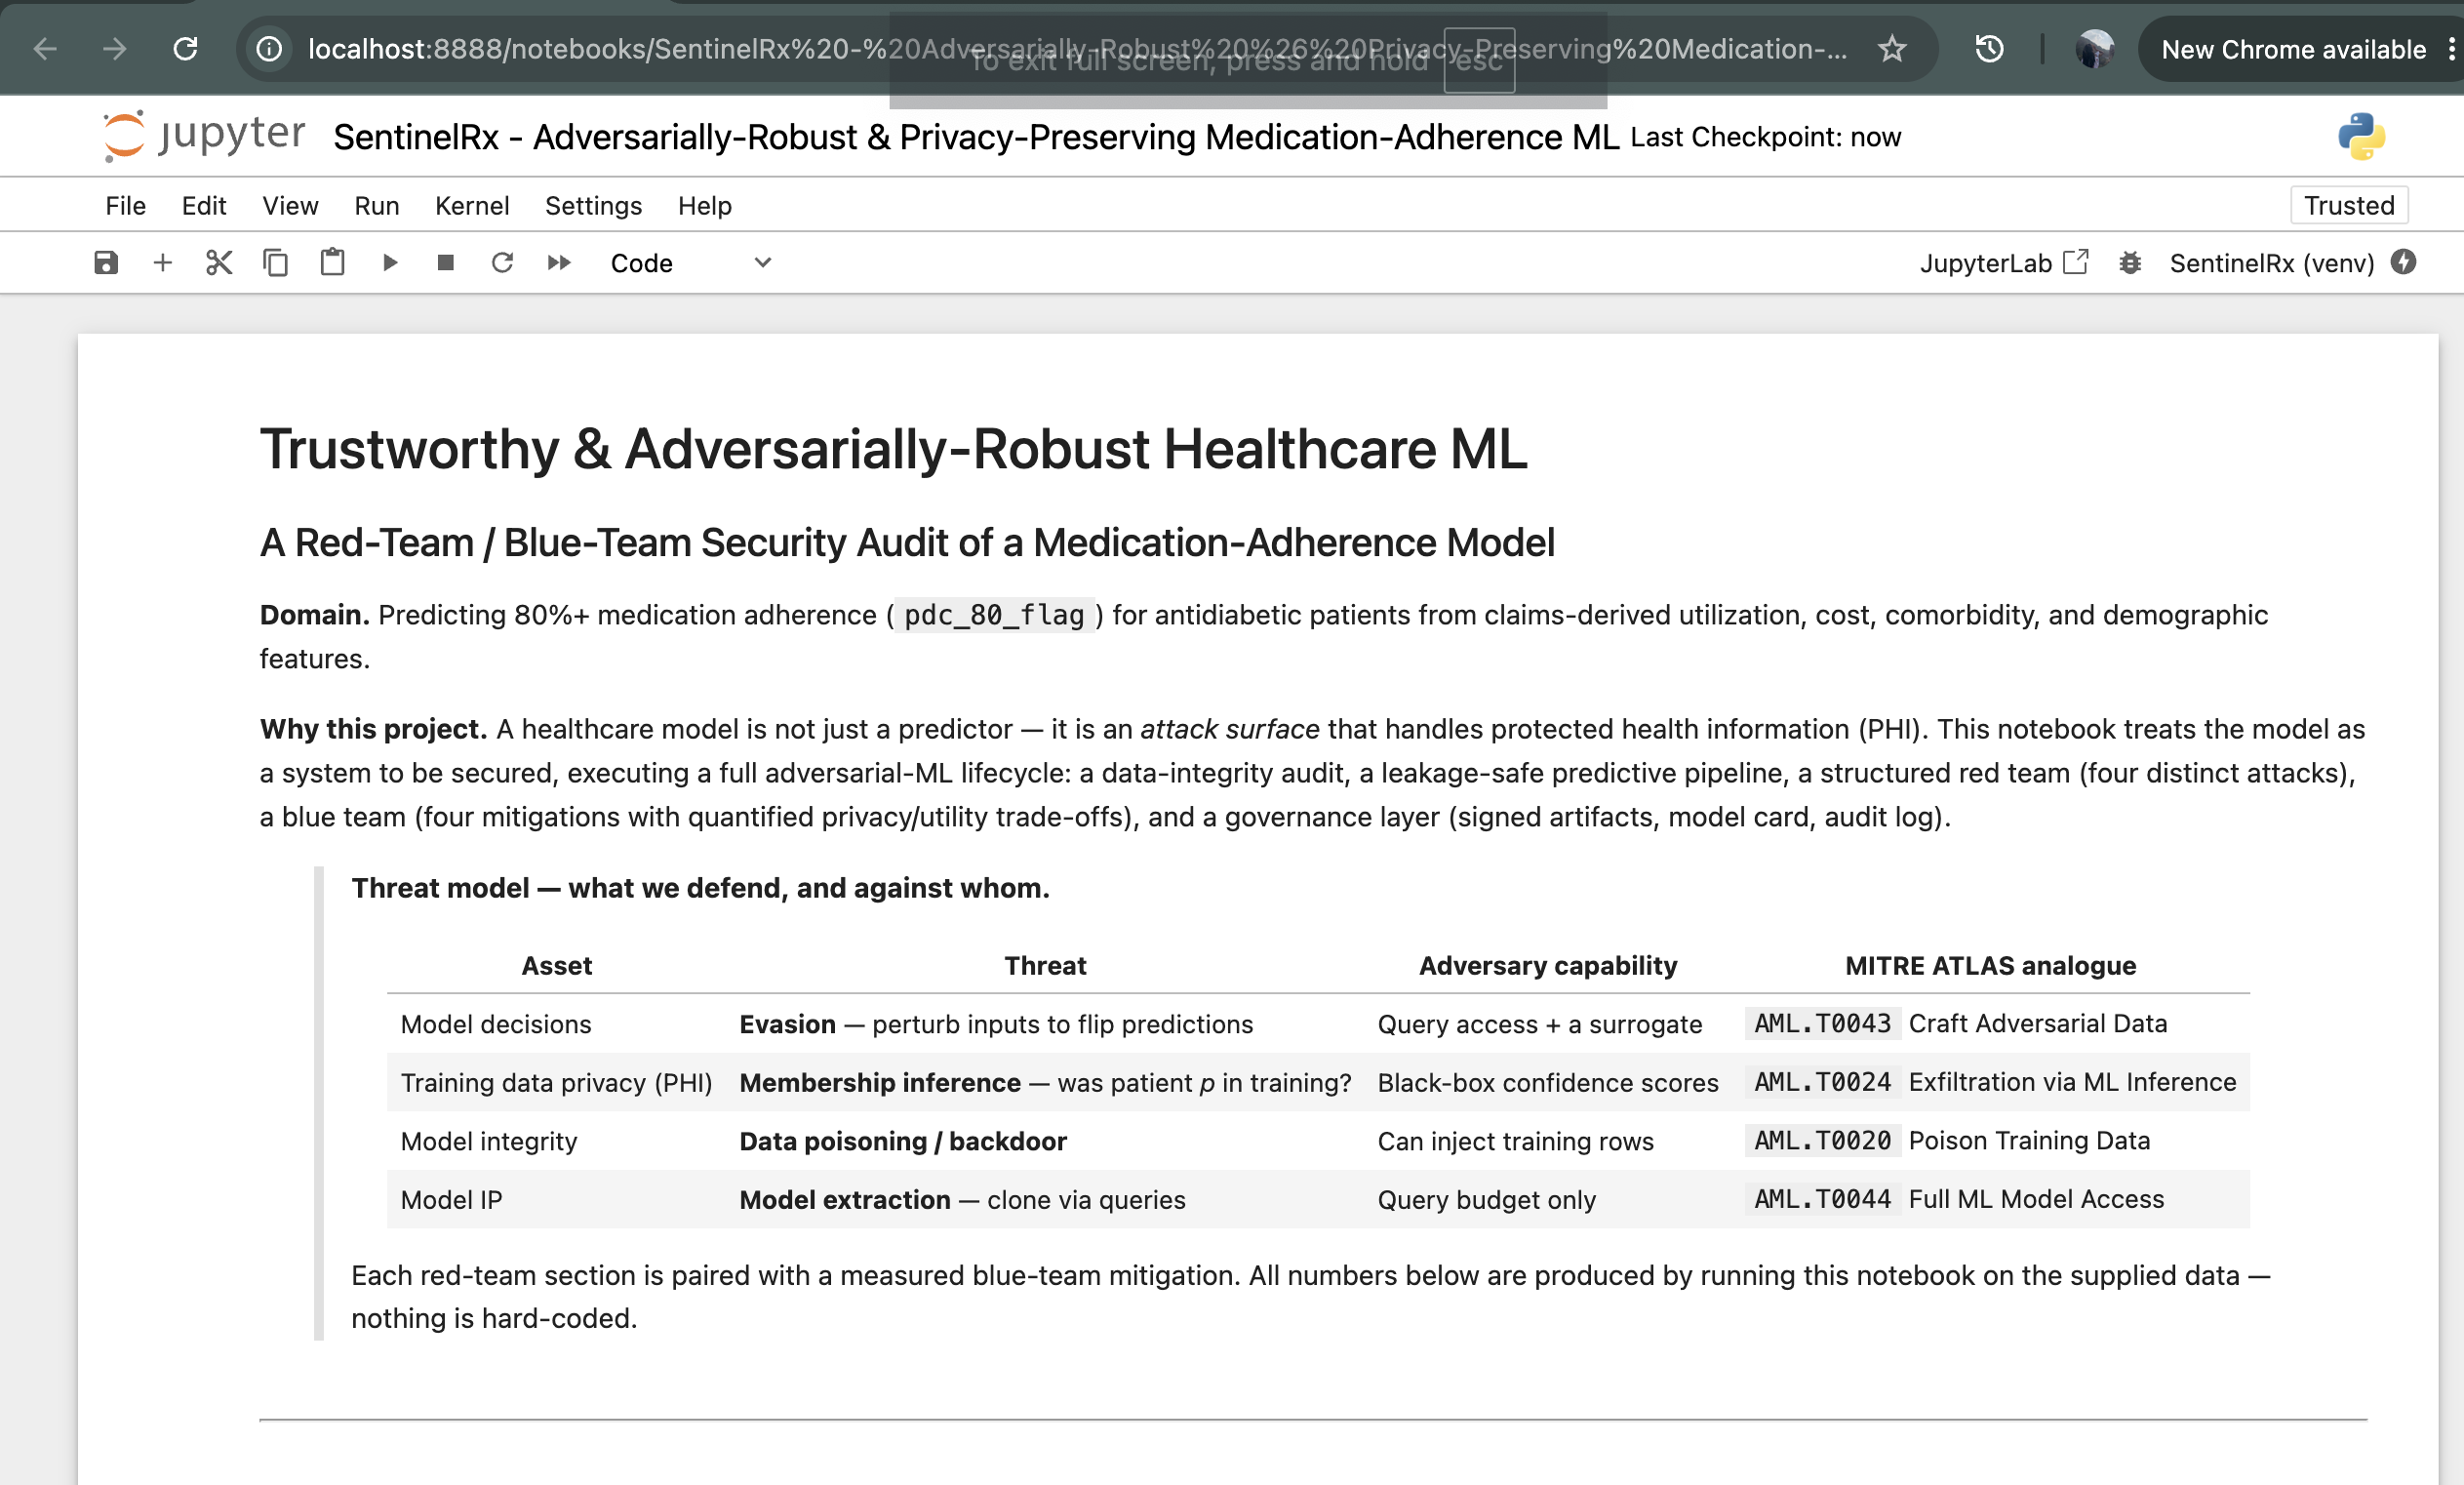 localhost:8888/notebooks/SentinelRx%20-%20Adversarially-Robust%20%26%20Privacy-Preserving%20Medication-...
To exit full screen, press and hold esc
New Chrome available
jupyter SentinelRx - Adversarially-Robust & Privacy-Preserving Medication-Adherence ML Last Checkpoint: now
File Edit View Run Kernel Settings Help Trusted
Code JupyterLab SentinelRx (venv)
Trustworthy & Adversarially-Robust Healthcare ML
A Red-Team / Blue-Team Security Audit of a Medication-Adherence Model
Domain. Predicting 80%+ medication adherence ( pdc_80_flag ) for antidiabetic patients from claims-derived utilization, cost, comorbidity, and demographic
features.
Why this project. A healthcare model is not just a predictor — it is an attack surface that handles protected health information (PHI). This notebook treats the model as
a system to be secured, executing a full adversarial-ML lifecycle: a data-integrity audit, a leakage-safe predictive pipeline, a structured red team (four distinct attacks),
a blue team (four mitigations with quantified privacy/utility trade-offs), and a governance layer (signed artifacts, model card, audit log).
Threat model — what we defend, and against whom.
Asset Threat Adversary capability MITRE ATLAS analogue
Model decisions Evasion — perturb inputs to flip predictions Query access + a surrogate AML.T0043 Craft Adversarial Data
Training data privacy (PHI) Membership inference — was patient p in training? Black-box confidence scores AML.T0024 Exfiltration via ML Inference
Model integrity Data poisoning / backdoor Can inject training rows AML.T0020 Poison Training Data
Model IP Model extraction — clone via queries Query budget only AML.T0044 Full ML Model Access
Each red-team section is paired with a measured blue-team mitigation. All numbers below are produced by running this notebook on the supplied data —
nothing is hard-coded.